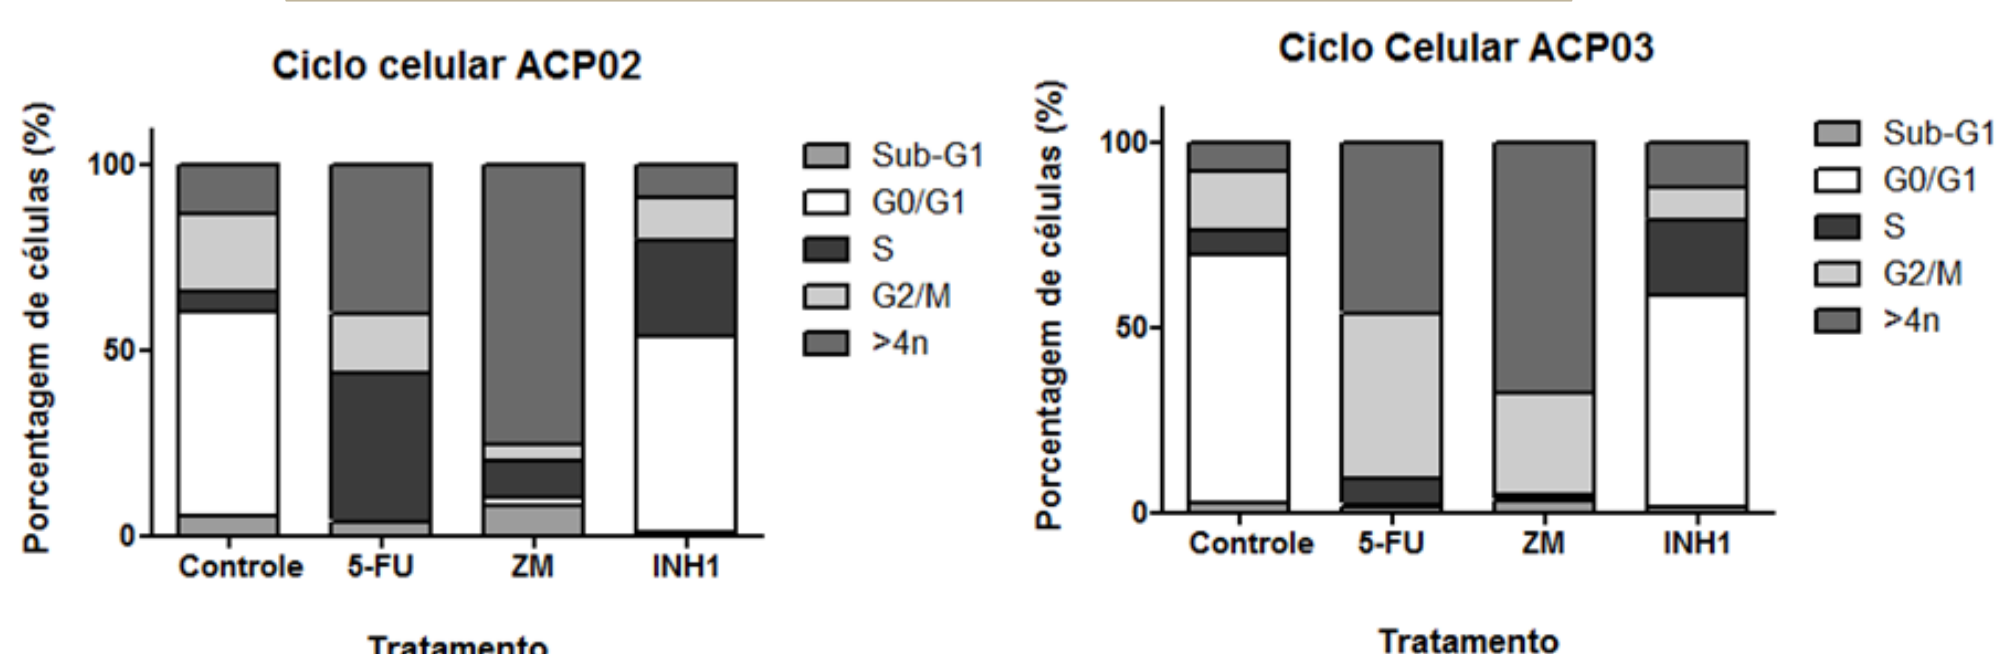 Ciclo celular ACP02
Porcentagem de células (%)
100
50
0
Controle
5-FU
ZM
INH1
Tratamento
Sub-G1
G0/G1
S
G2/M
>4n
Ciclo Celular ACP03
Porcentagem de células (%)
100
50
0
Controle
5-FU
ZM
INH1
Tratamento
Sub-G1
G0/G1
S
G2/M
>4n